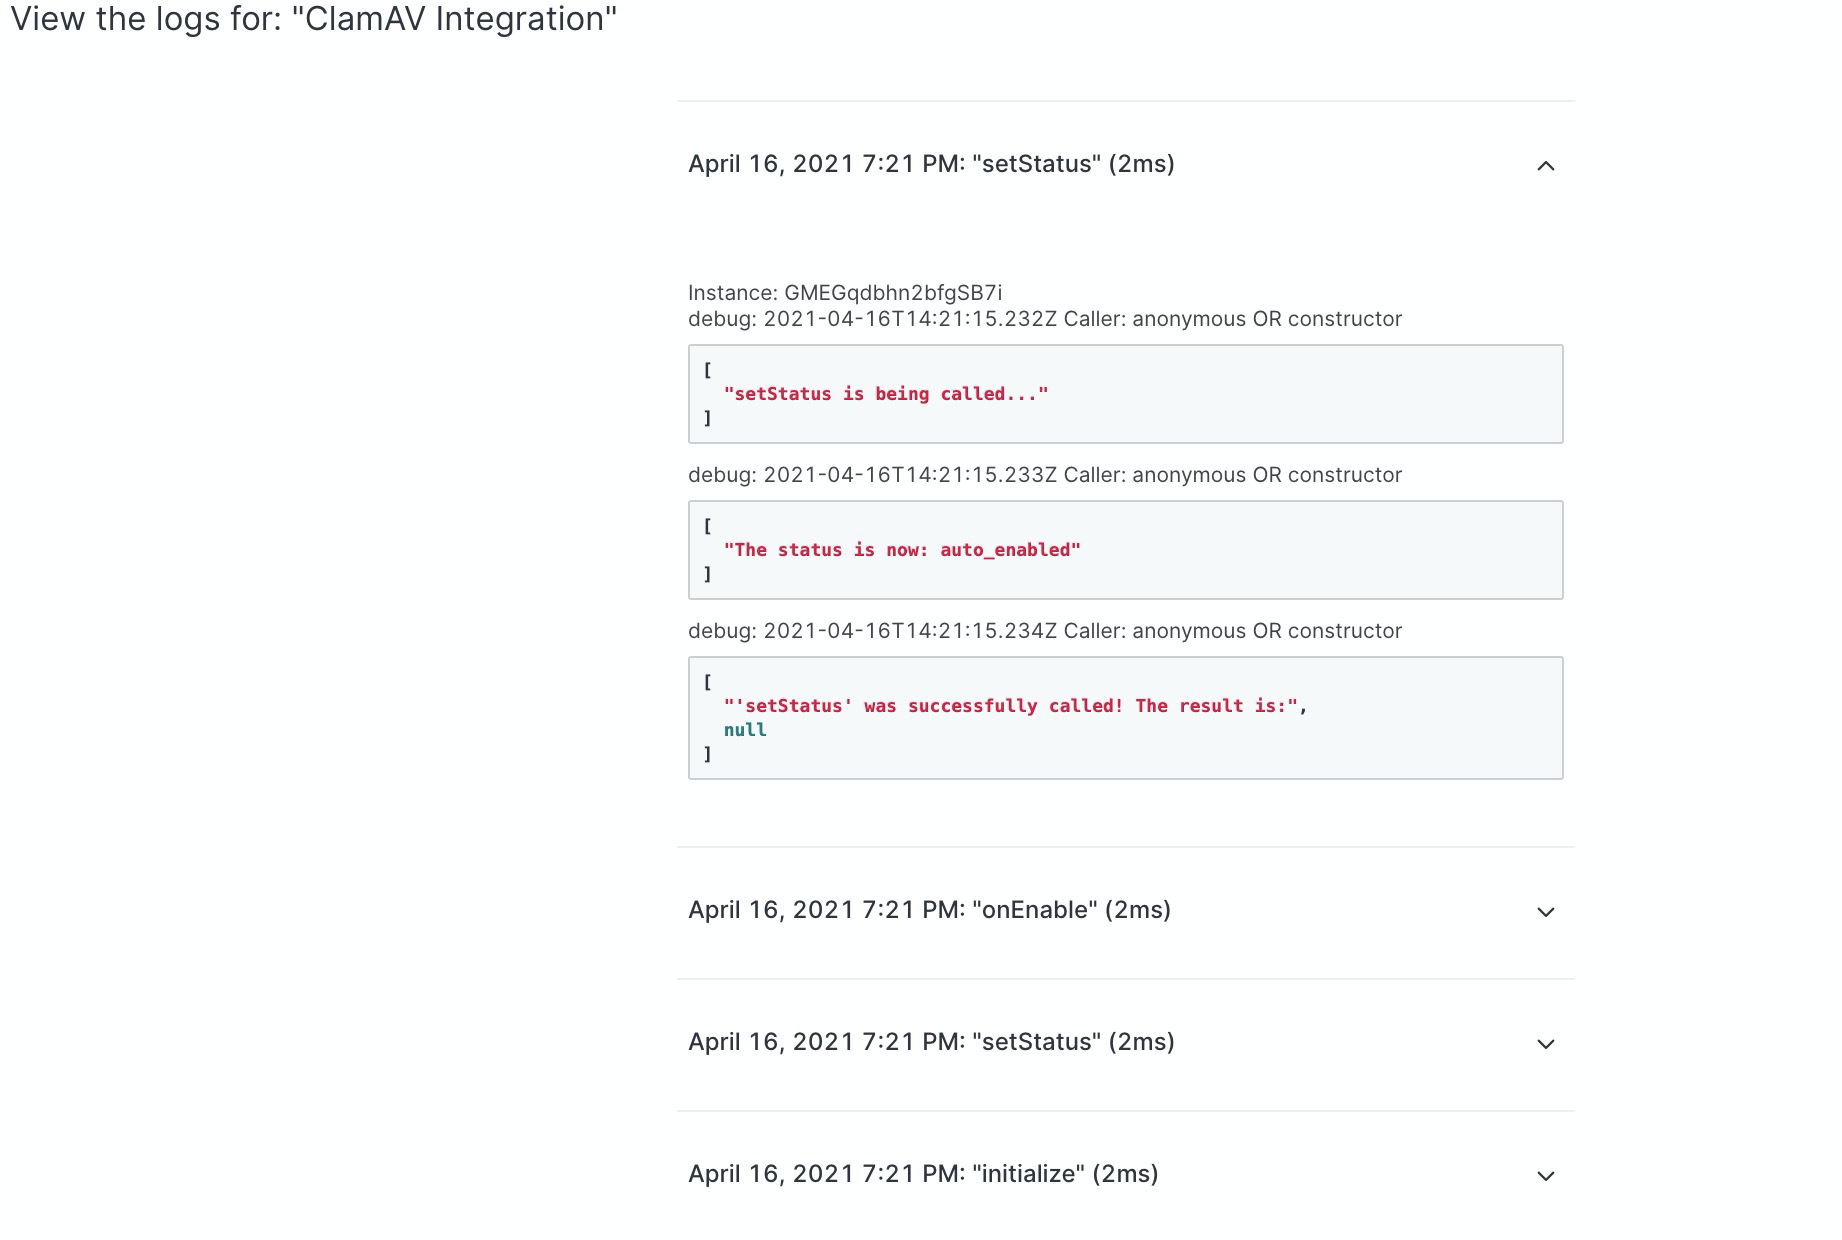 View the logs for: "ClamAV Integration"
April 16, 2021 7:21 PM: "setStatus" (2ms)
Instance: GMEGqdbhn2bfgSB7i
debug: 2021-04-16T14:21:15.232Z Caller: anonymous OR constructor
[
  "setStatus is being called..."
]
debug: 2021-04-16T14:21:15.233Z Caller: anonymous OR constructor
[
  "The status is now: auto_enabled"
]
debug: 2021-04-16T14:21:15.234Z Caller: anonymous OR constructor
[
  "'setStatus' was successfully called! The result is:",
  null
]
April 16, 2021 7:21 PM: "onEnable" (2ms)
April 16, 2021 7:21 PM: "setStatus" (2ms)
April 16, 2021 7:21 PM: "initialize" (2ms)